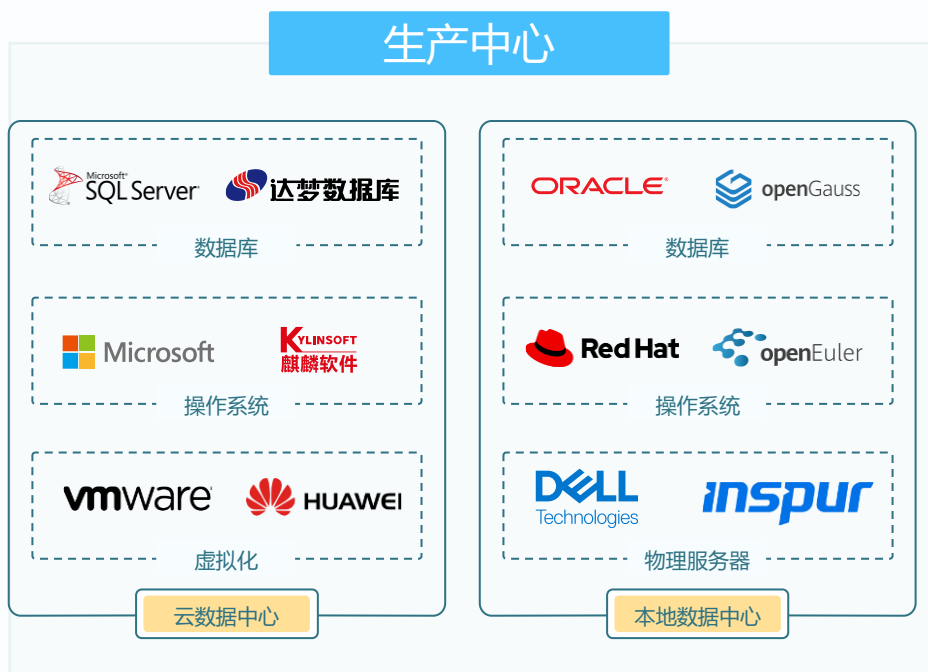 生产中心
Microsoft®
SQL Server®
达梦数据库
数据库
Microsoft
KYLINSOFT
麒麟软件
操作系统
vmware®
HUAWEI
虚拟化
云数据中心
ORACLE®
openGauss
数据库
Red Hat
openEuler
操作系统
DELL
Technologies
inspur
物理服务器
本地数据中心